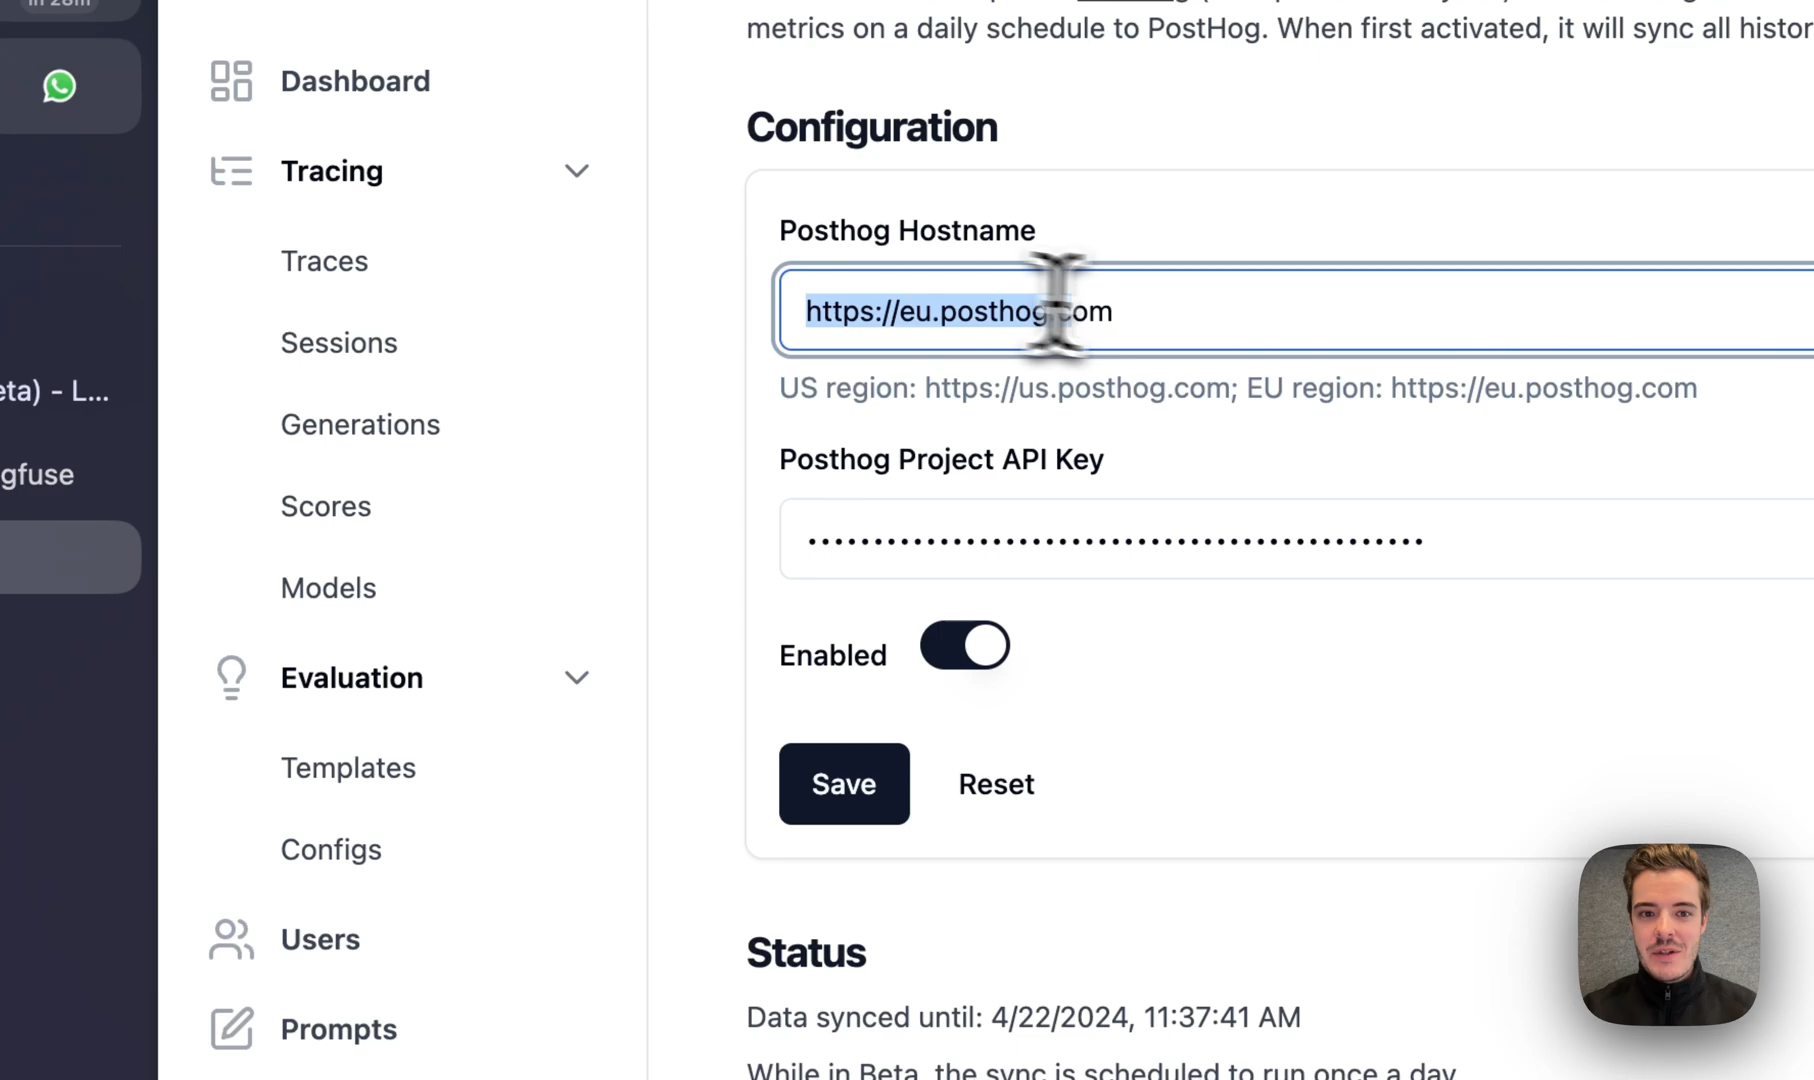 in 28m
metrics on a daily schedule to PostHog. When first activated, it will sync all histor
Dashboard
Configuration
Tracing
Posthog Hostname
Traces
https://eu.posthog.com
Sessions
US region: https://us.posthog.com; EU region: https://eu.posthog.com
eta) - L...
Generations
Posthog Project API Key
gfuse
Scores
••••••••••••••••••••••••••••••••••••••••••••••••
Models
Enabled
Evaluation
Templates
Save Reset
Configs
Users
Status
Data synced until: 4/22/2024, 11:37:41 AM
Prompts
While in Beta, the sync is scheduled to run once a day